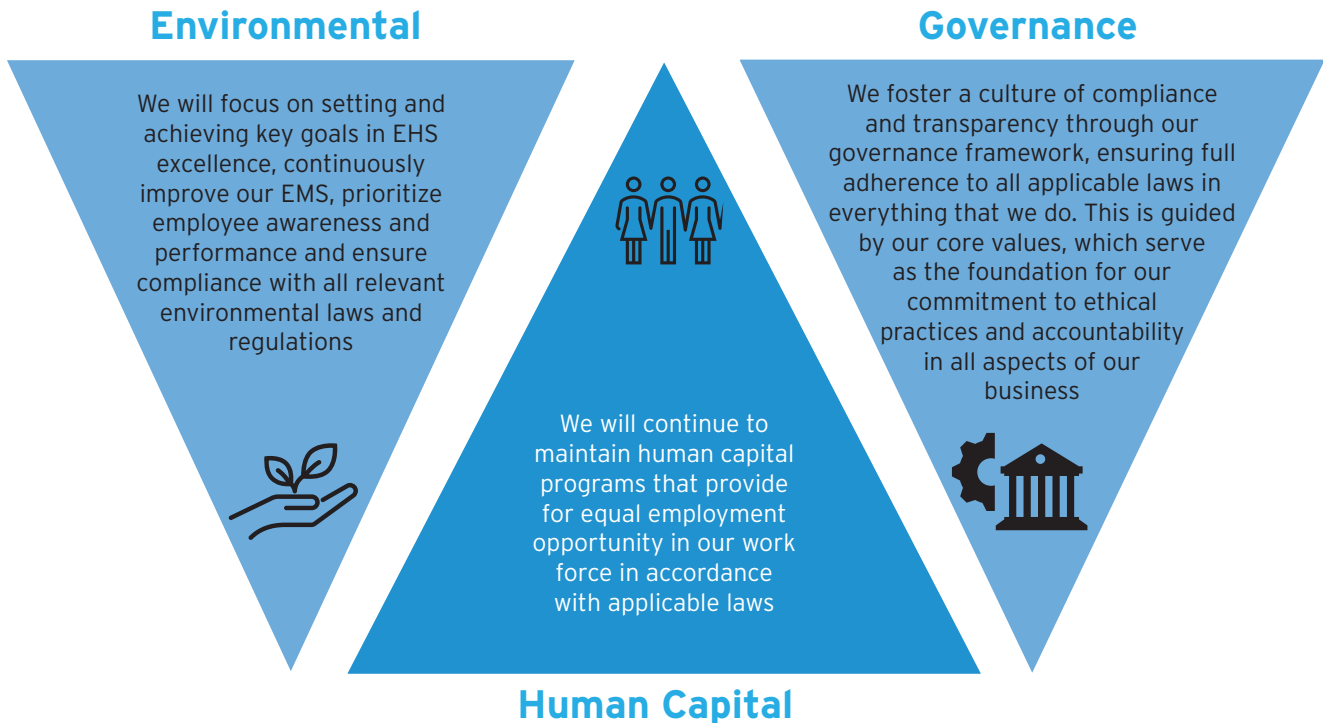 Environmental
We will focus on setting and
achieving key goals in EHS
excellence, continuously
improve our EMS, prioritize
employee awareness and
performance and ensure
compliance with all relevant
environmental laws and
regulations
We will continue to
maintain human capital
programs that provide
for equal employment
opportunity in our work
force in accordance
with applicable laws
Human Capital
Governance
We foster a culture of compliance
and transparency through our
governance framework, ensuring full
adherence to all applicable laws in
everything that we do. This is guided
by our core values, which serve
as the foundation for our
commitment to ethical
practices and accountability
in all aspects of our
business